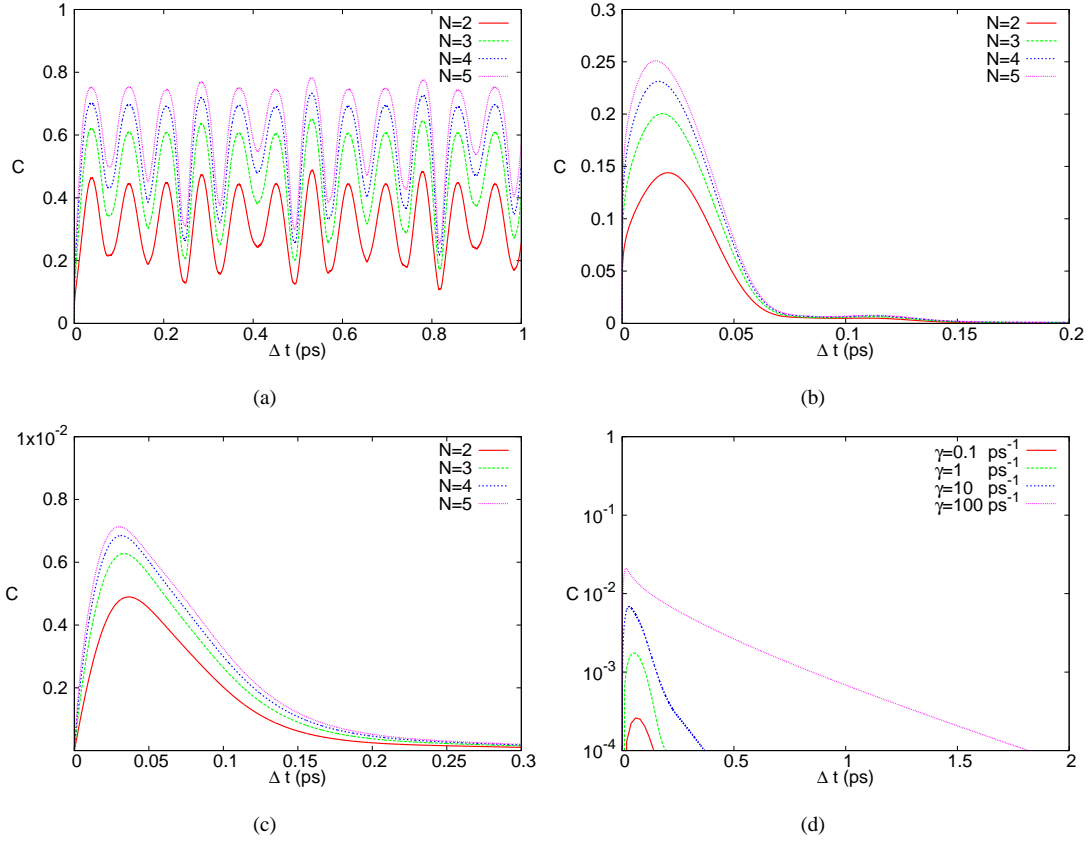 1
0.8
0.6
0.4
0.2
0
C
0 0.2 0.4 0.6 0.8 1
Δ t (ps)
N=2
N=3
N=4
N=5
(a)
0.3
0.25
0.2
0.15
0.1
0.05
0
C
0 0.05 0.1 0.15 0.2
Δ t (ps)
N=2
N=3
N=4
N=5
(b)
1x10⁻²
0.8
0.6
0.4
0.2
C
0 0.05 0.1 0.15 0.2 0.25 0.3
Δ t (ps)
N=2
N=3
N=4
N=5
(c)
1
10⁻¹
10⁻²
10⁻³
10⁻⁴
C
0 0.5 1 1.5 2
Δ t (ps)
γ=0.1 ps⁻¹
γ=1 ps⁻¹
γ=10 ps⁻¹
γ=100 ps⁻¹
(d)